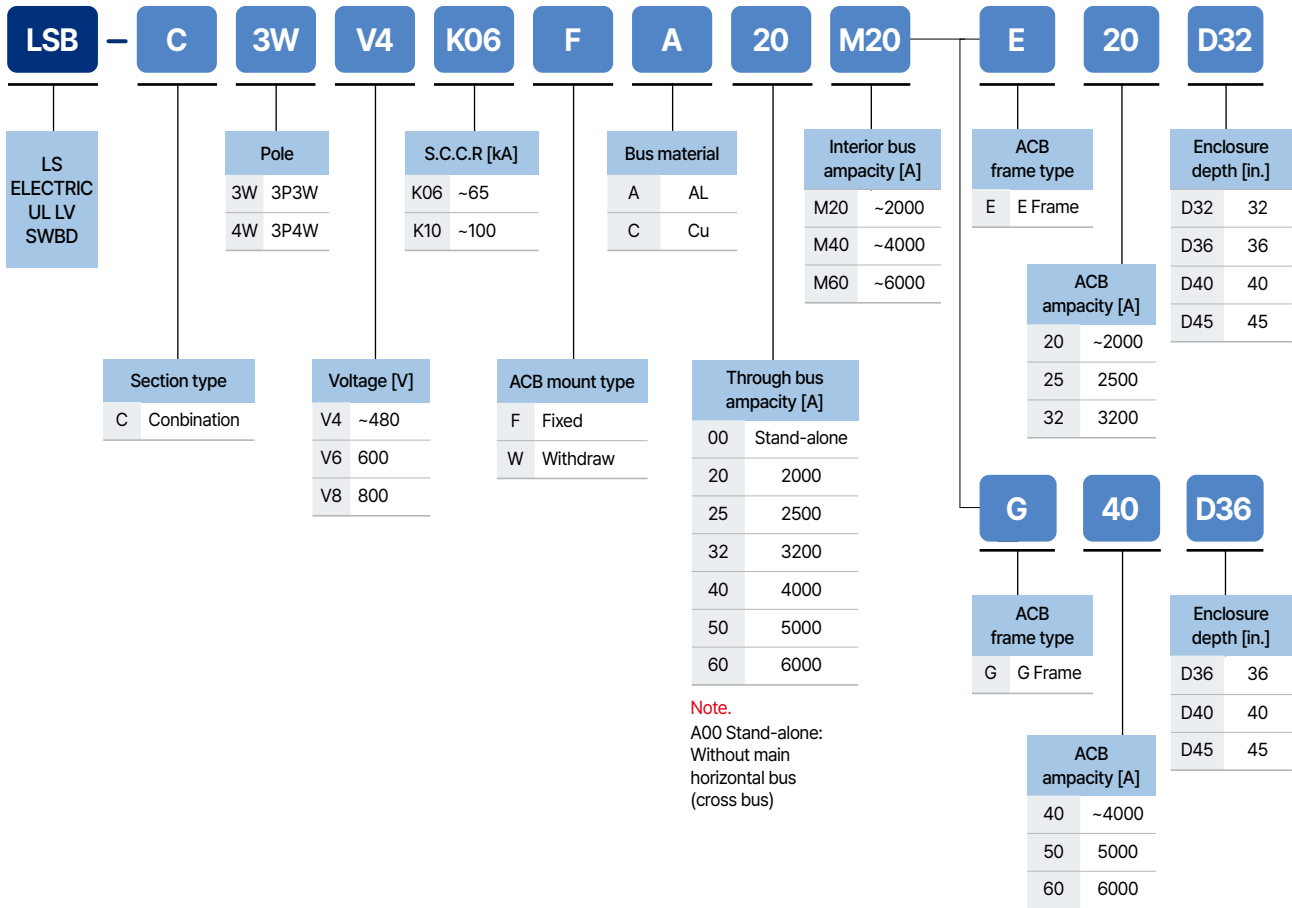 LSB – C 3W V4 K06 F A 20 M20 E 20 D32
LS
ELECTRIC
UL LV
SWBD
Pole
3W 3P3W
4W 3P4W
S.C.C.R [kA]
K06 ~65
K10 ~100
Bus material
A AL
C Cu
Interior bus
ampacity [A]
M20 ~2000
M40 ~4000
M60 ~6000
ACB
frame type
E E Frame
Enclosure
depth [in.]
D32 32
D36 36
D40 40
D45 45
ACB
ampacity [A]
20 ~2000
25 2500
32 3200
Section type
C Conbination
Voltage [V]
V4 ~480
V6 600
V8 800
ACB mount type
F Fixed
W Withdraw
Through bus
ampacity [A]
00 Stand-alone
20 2000
25 2500
32 3200
40 4000
50 5000
60 6000
Note.
A00 Stand-alone:
Without main
horizontal bus
(cross bus)
G 40 D36
ACB
frame type
G G Frame
Enclosure
depth [in.]
D36 36
D40 40
D45 45
ACB
ampacity [A]
40 ~4000
50 5000
60 6000